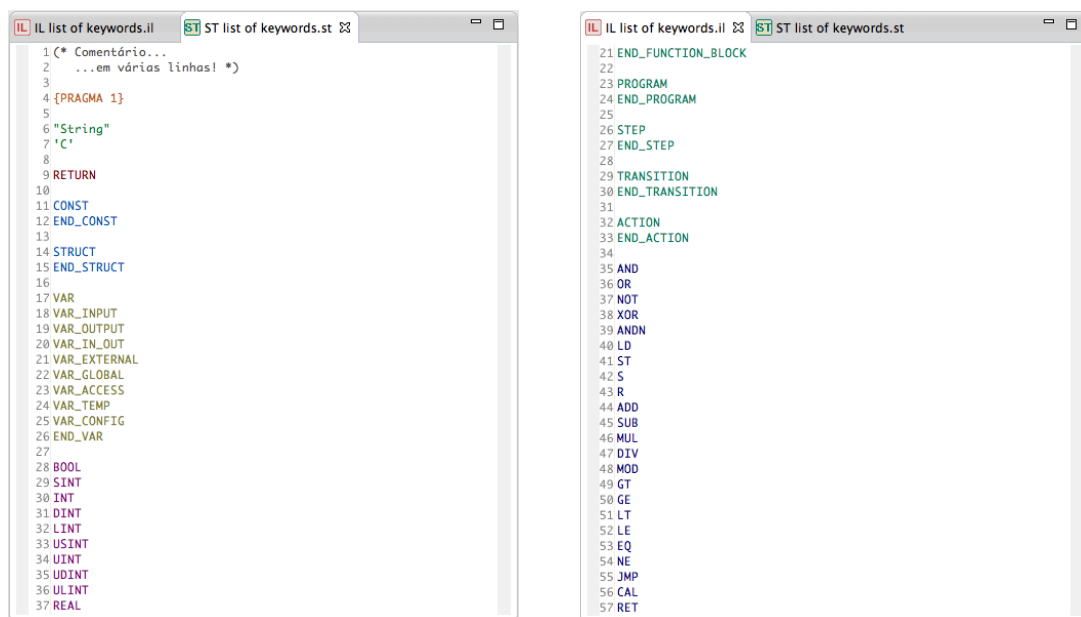 IL IL list of keywords.il ST ST list of keywords.st
1 (* Comentário...
2 ...em várias linhas! *)
3
4 {PRAGMA 1}
5
6 "String"
7 'C'
8
9 RETURN
10
11 CONST
12 END_CONST
13
14 STRUCT
15 END_STRUCT
16
17 VAR
18 VAR_INPUT
19 VAR_OUTPUT
20 VAR_IN_OUT
21 VAR_EXTERNAL
22 VAR_GLOBAL
23 VAR_ACCESS
24 VAR_TEMP
25 VAR_CONFIG
26 END_VAR
27
28 BOOL
29 SINT
30 INT
31 DINT
32 LINT
33 USINT
34 UINT
35 UDINT
36 ULINT
37 REAL
IL IL list of keywords.il ST ST list of keywords.st
21 END_FUNCTION_BLOCK
22
23 PROGRAM
24 END_PROGRAM
25
26 STEP
27 END_STEP
28
29 TRANSITION
30 END_TRANSITION
31
32 ACTION
33 END_ACTION
34
35 AND
36 OR
37 NOT
38 XOR
39 ANDN
40 LD
41 ST
42 S
43 R
44 ADD
45 SUB
46 MUL
47 DIV
48 MOD
49 GT
50 GE
51 LT
52 LE
53 EQ
54 NE
55 JMP
56 CAL
57 RET